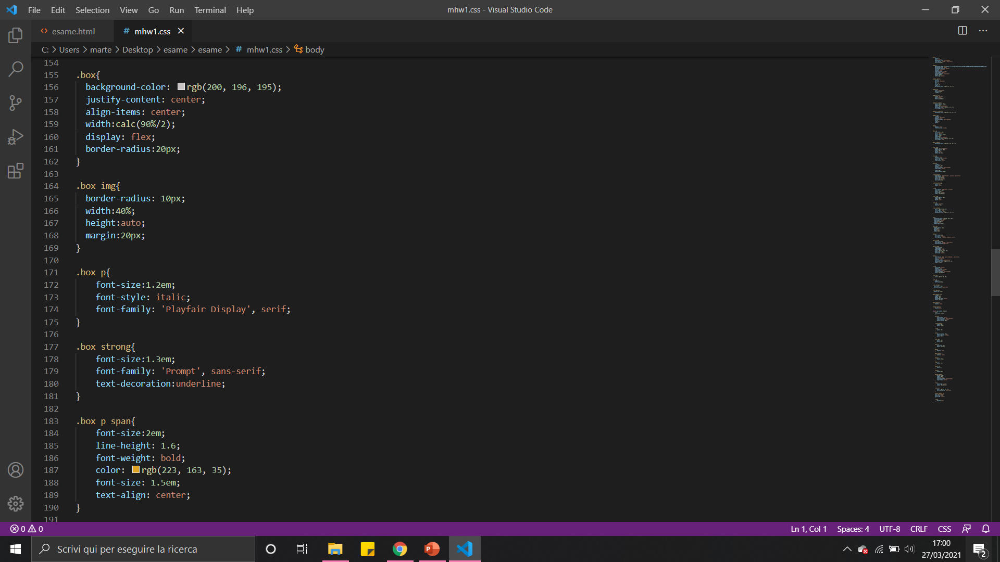 File Edit Selection View Go Run Terminal Help mhw1.css - Visual Studio Code
esame.html # mhw1.css
C: > Users > marte > Desktop > esame > esame > # mhw1.css > body
154
155 .box{
156 background-color: rgb(200, 196, 195);
157 justify-content: center;
158 align-items: center;
159 width:calc(90%/2);
160 display: flex;
161 border-radius:20px;
162 }
163
164 .box img{
165 border-radius: 10px;
166 width:40%;
167 height:auto;
168 margin:20px;
169 }
170
171 .box p{
172 font-size:1.2em;
173 font-style: italic;
174 font-family: 'Playfair Display', serif;
175 }
176
177 .box strong{
178 font-size:1.3em;
179 font-family: 'Prompt', sans-serif;
180 text-decoration:underline;
181 }
182
183 .box p span{
184 font-size:2em;
185 line-height: 1.6;
186 font-weight: bold;
187 color: rgb(223, 163, 35);
188 font-size: 1.5em;
189 text-align: center;
190 }
191
0 0 Ln 1, Col 1 Spaces: 4 UTF-8 CRLF CSS
Scrivi qui per eseguire la ricerca
17:00
27/03/2021
2